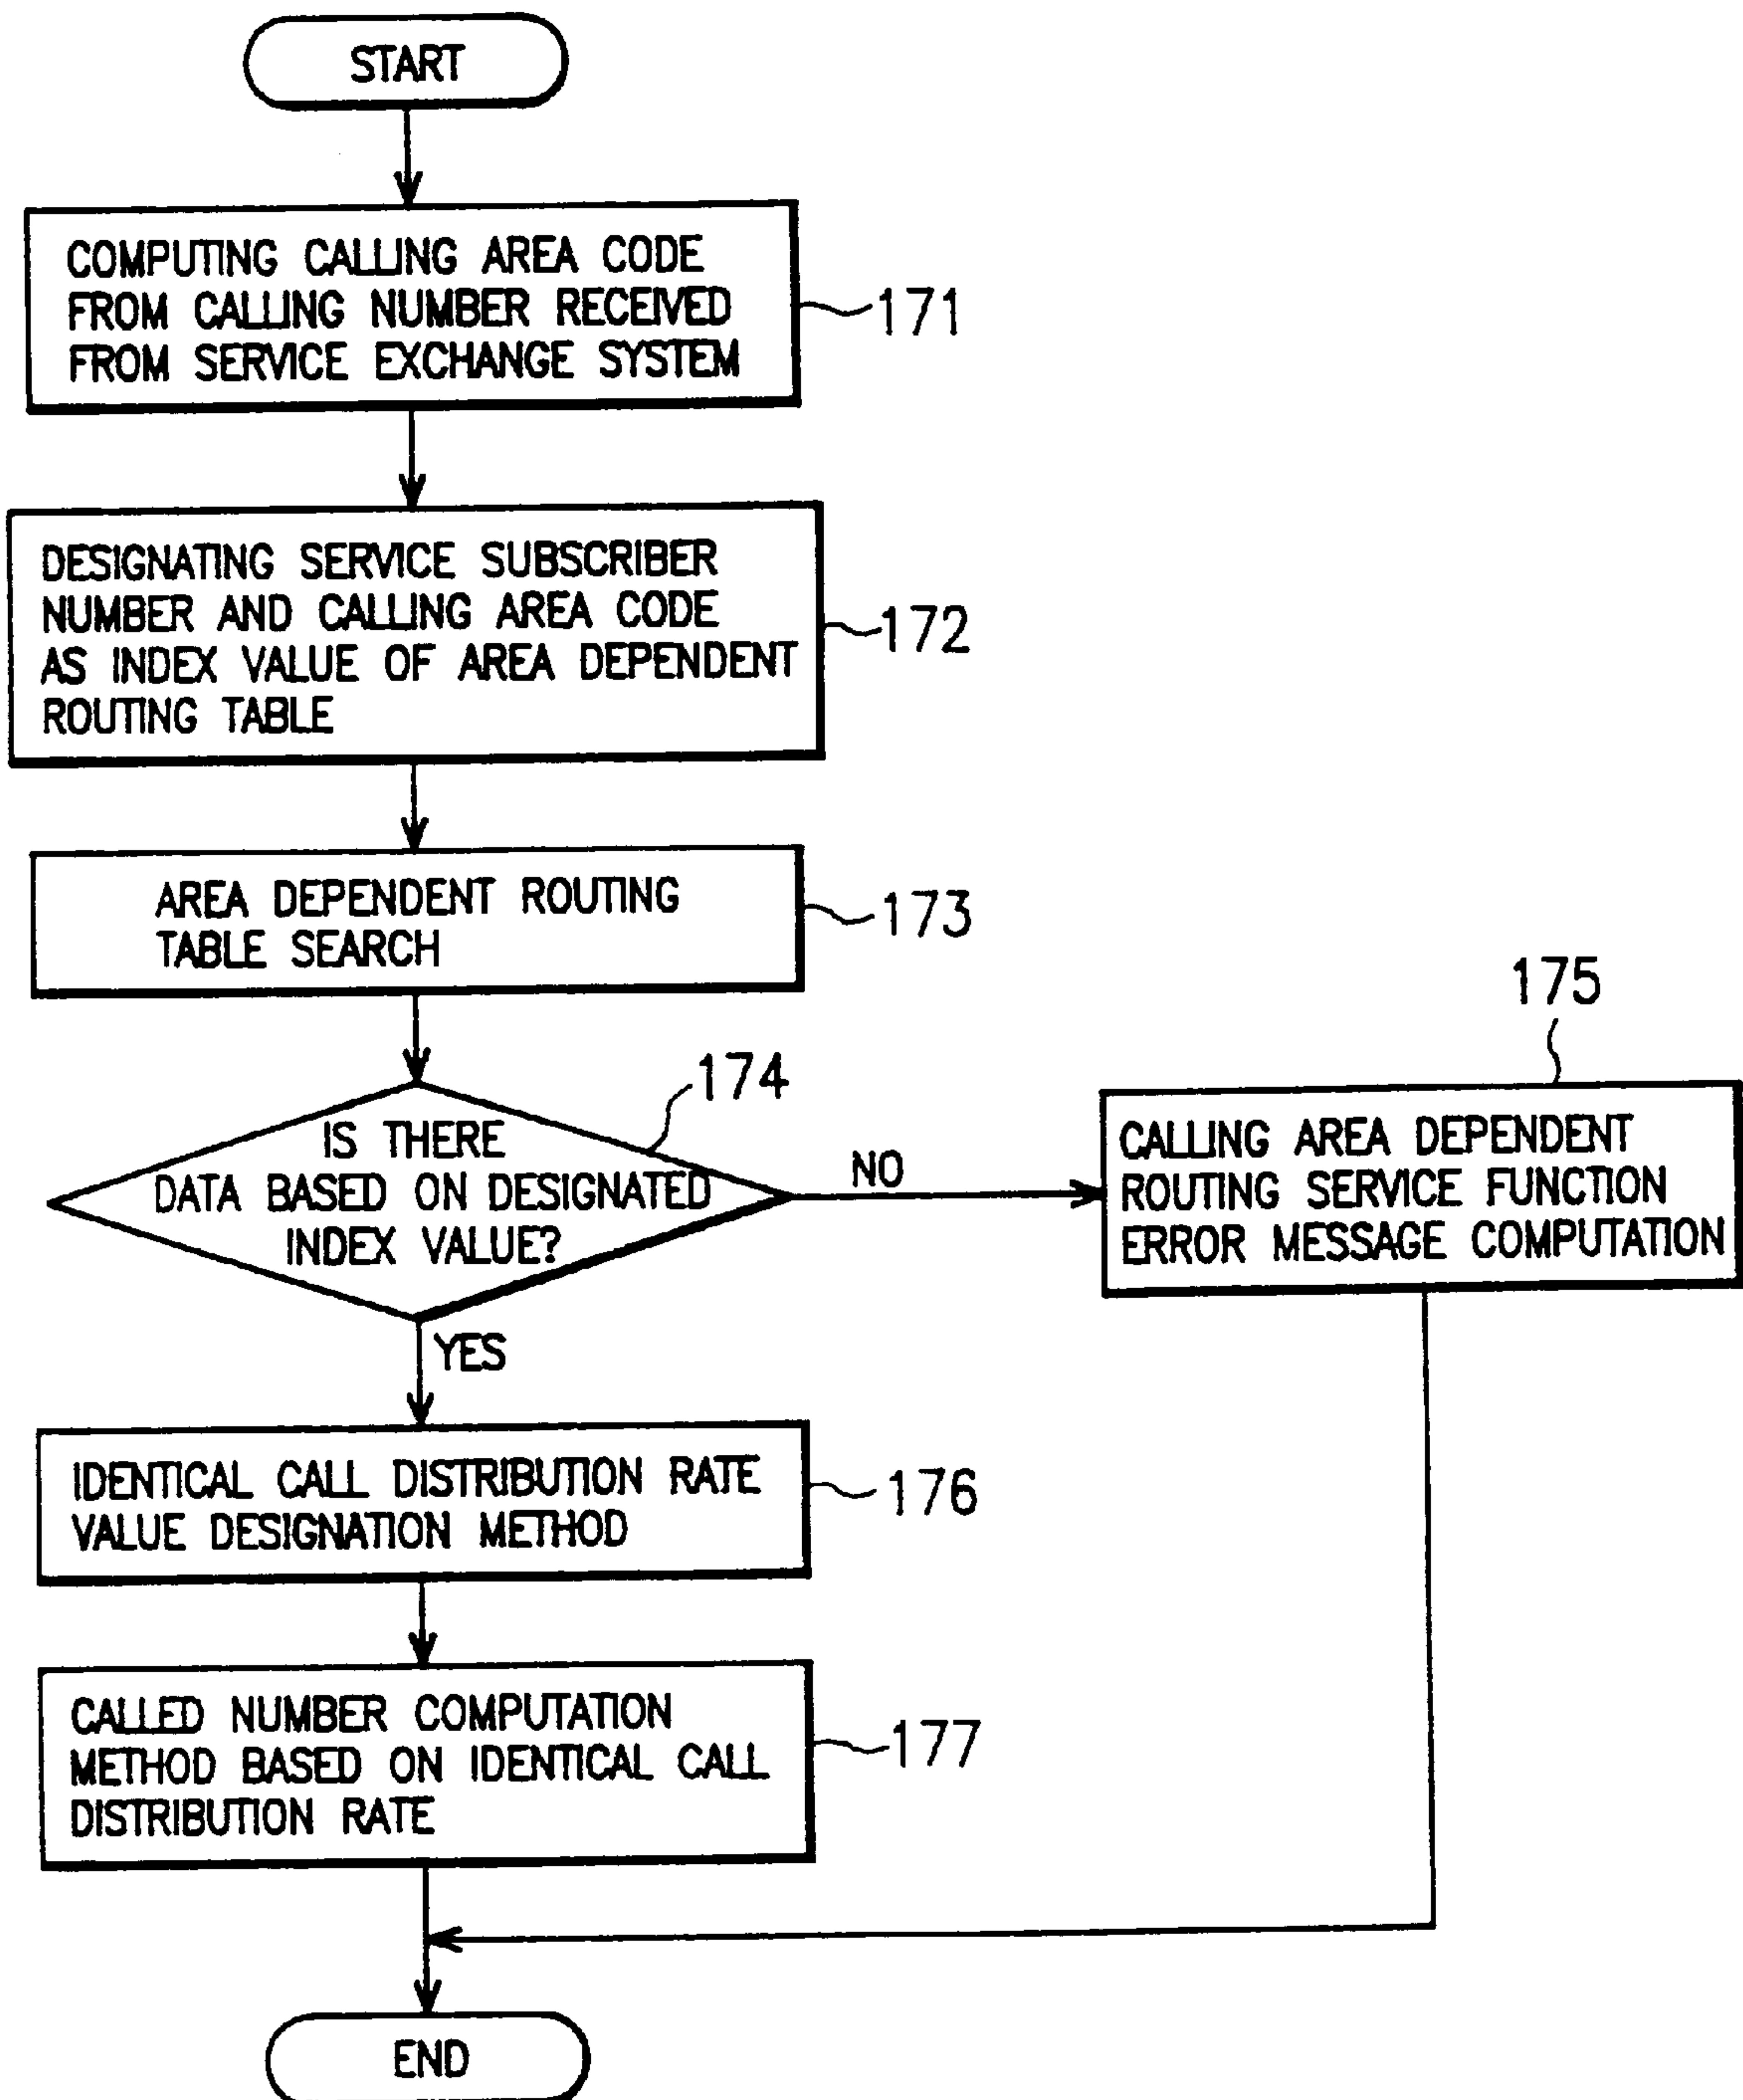 START
COMPUTING CALLING AREA CODE
FROM CALLING NUMBER RECEIVED
FROM SERVICE EXCHANGE SYSTEM
171
DESIGNATING SERVICE SUBSCRIBER
NUMBER AND CALLING AREA CODE
AS INDEX VALUE OF AREA DEPENDENT
ROUTING TABLE
172
AREA DEPENDENT ROUTING
TABLE SEARCH
173
174
IS THERE
DATA BASED ON DESIGNATED
INDEX VALUE?
NO
175
CALLING AREA DEPENDENT
ROUTING SERVICE FUNCTION
ERROR MESSAGE COMPUTATION
YES
IDENTICAL CALL DISTRIBUTION RATE
VALUE DESIGNATION METHOD
176
CALLED NUMBER COMPUTATION
METHOD BASED ON IDENTICAL CALL
DISTRIBUTION RATE
177
END